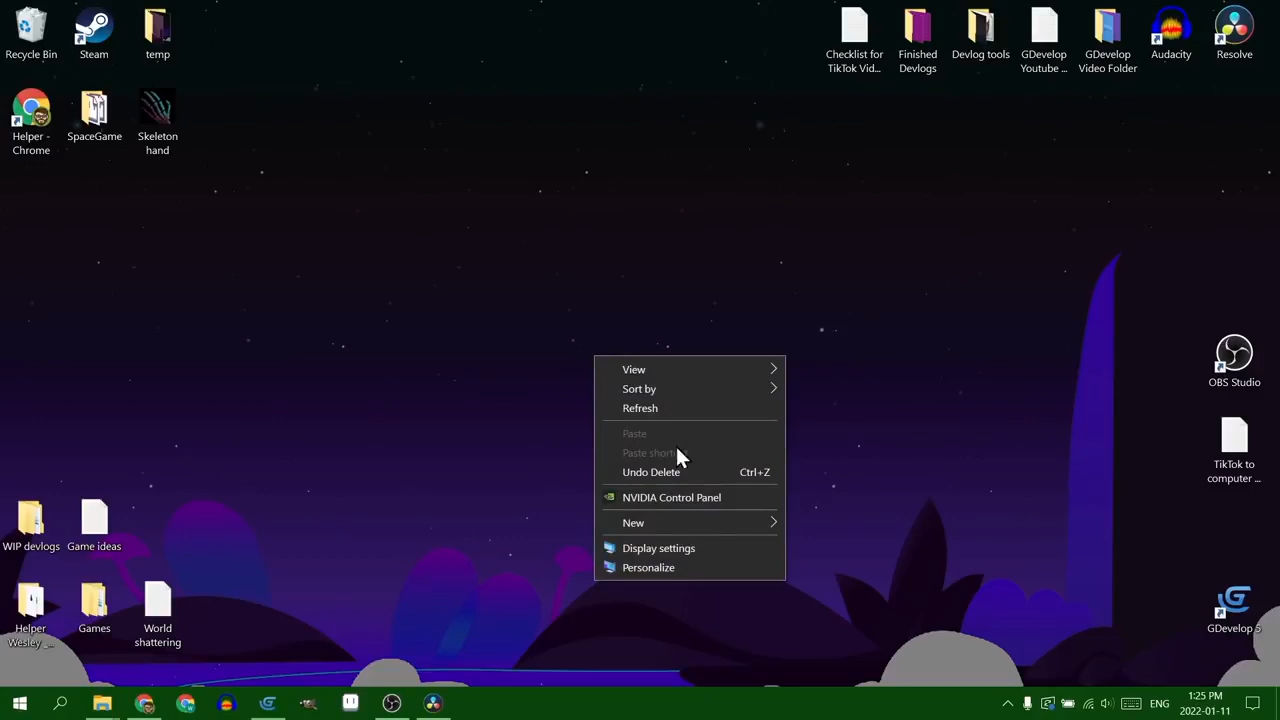 Recycle Bin
Steam
temp
Checklist for
TikTok Vid...
Finished
Devlogs
Devlog tools
GDevelop
Youtube ...
GDevelop
Video Folder
Audacity
Resolve
Helper -
Chrome
SpaceGame
Skeleton
hand
View
Sort by
Refresh
Paste
Paste short
Undo Delete Ctrl+Z
NVIDIA Control Panel
New
Display settings
Personalize
OBS Studio
TikTok to
computer ...
WIP devlogs
Game ideas
Helper
Wesley _...
Games
World
shattering
GDevelop 5
ENG
1:25 PM
2022-01-11